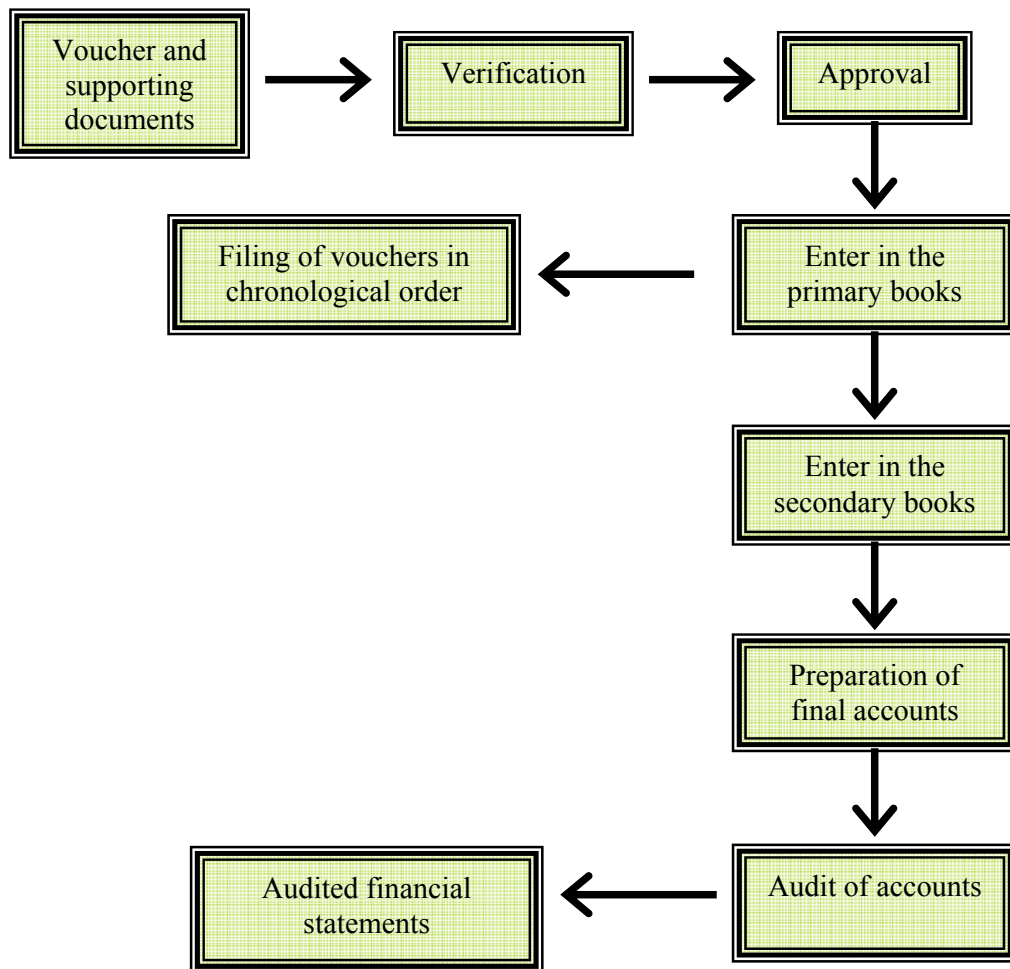 Voucher and
supporting
documents
Verification
Approval
Filing of vouchers in
chronological order
Enter in the
primary books
Enter in the
secondary books
Preparation of
final accounts
Audited financial
statements
Audit of accounts